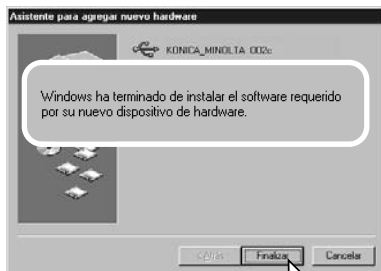 Asistente para agregar nuevo hardware
KONICA_MINOLTA 002c
Windows ha terminado de instalar el software requerido
por su nuevo dispositivo de hardware.
< Atrás Finalizar Cancelar